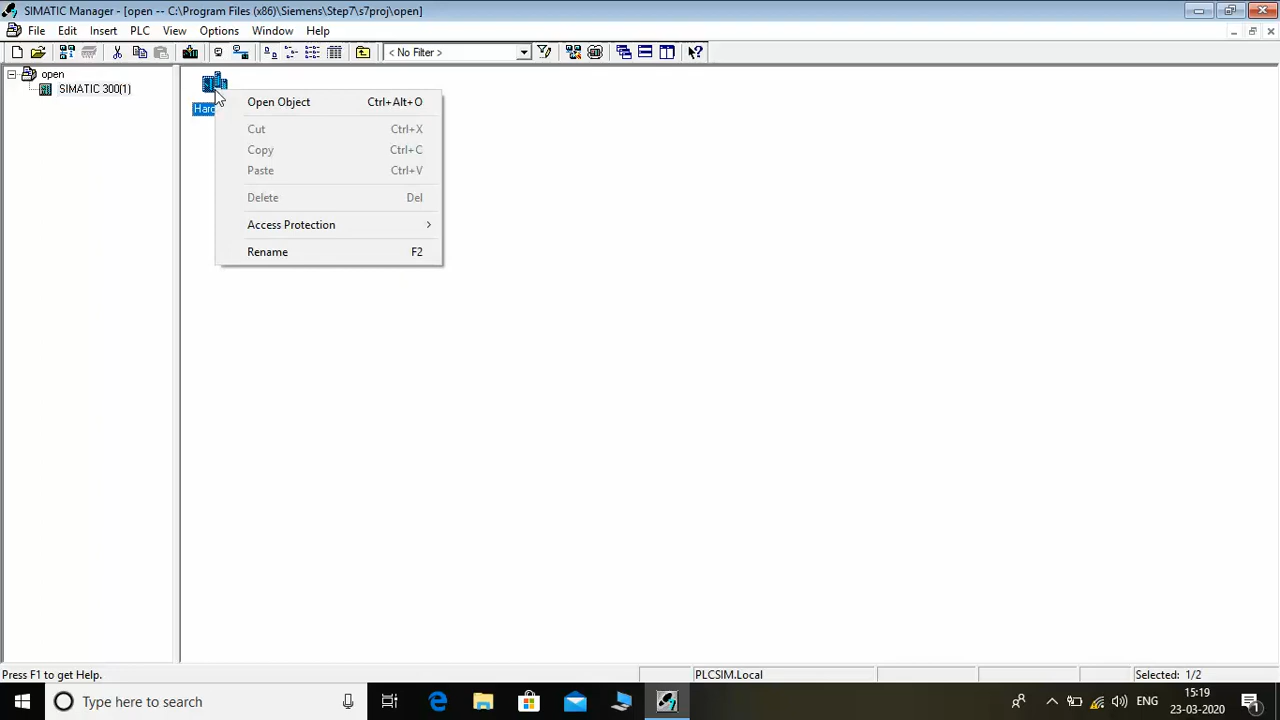 SIMATIC Manager - [open -- C:\Program Files (x86)\Siemens\Step7\s7proj\open]
File Edit Insert PLC View Options Window Help
< No Filter >
open
SIMATIC 300(1)
Hard
Open Object Ctrl+Alt+O
Cut Ctrl+X
Copy Ctrl+C
Paste Ctrl+V
Delete Del
Access Protection
Rename F2
Press F1 to get Help.
PLCSIM.Local
Selected: 1/2
Type here to search
ENG
15:19
23-03-2020
1